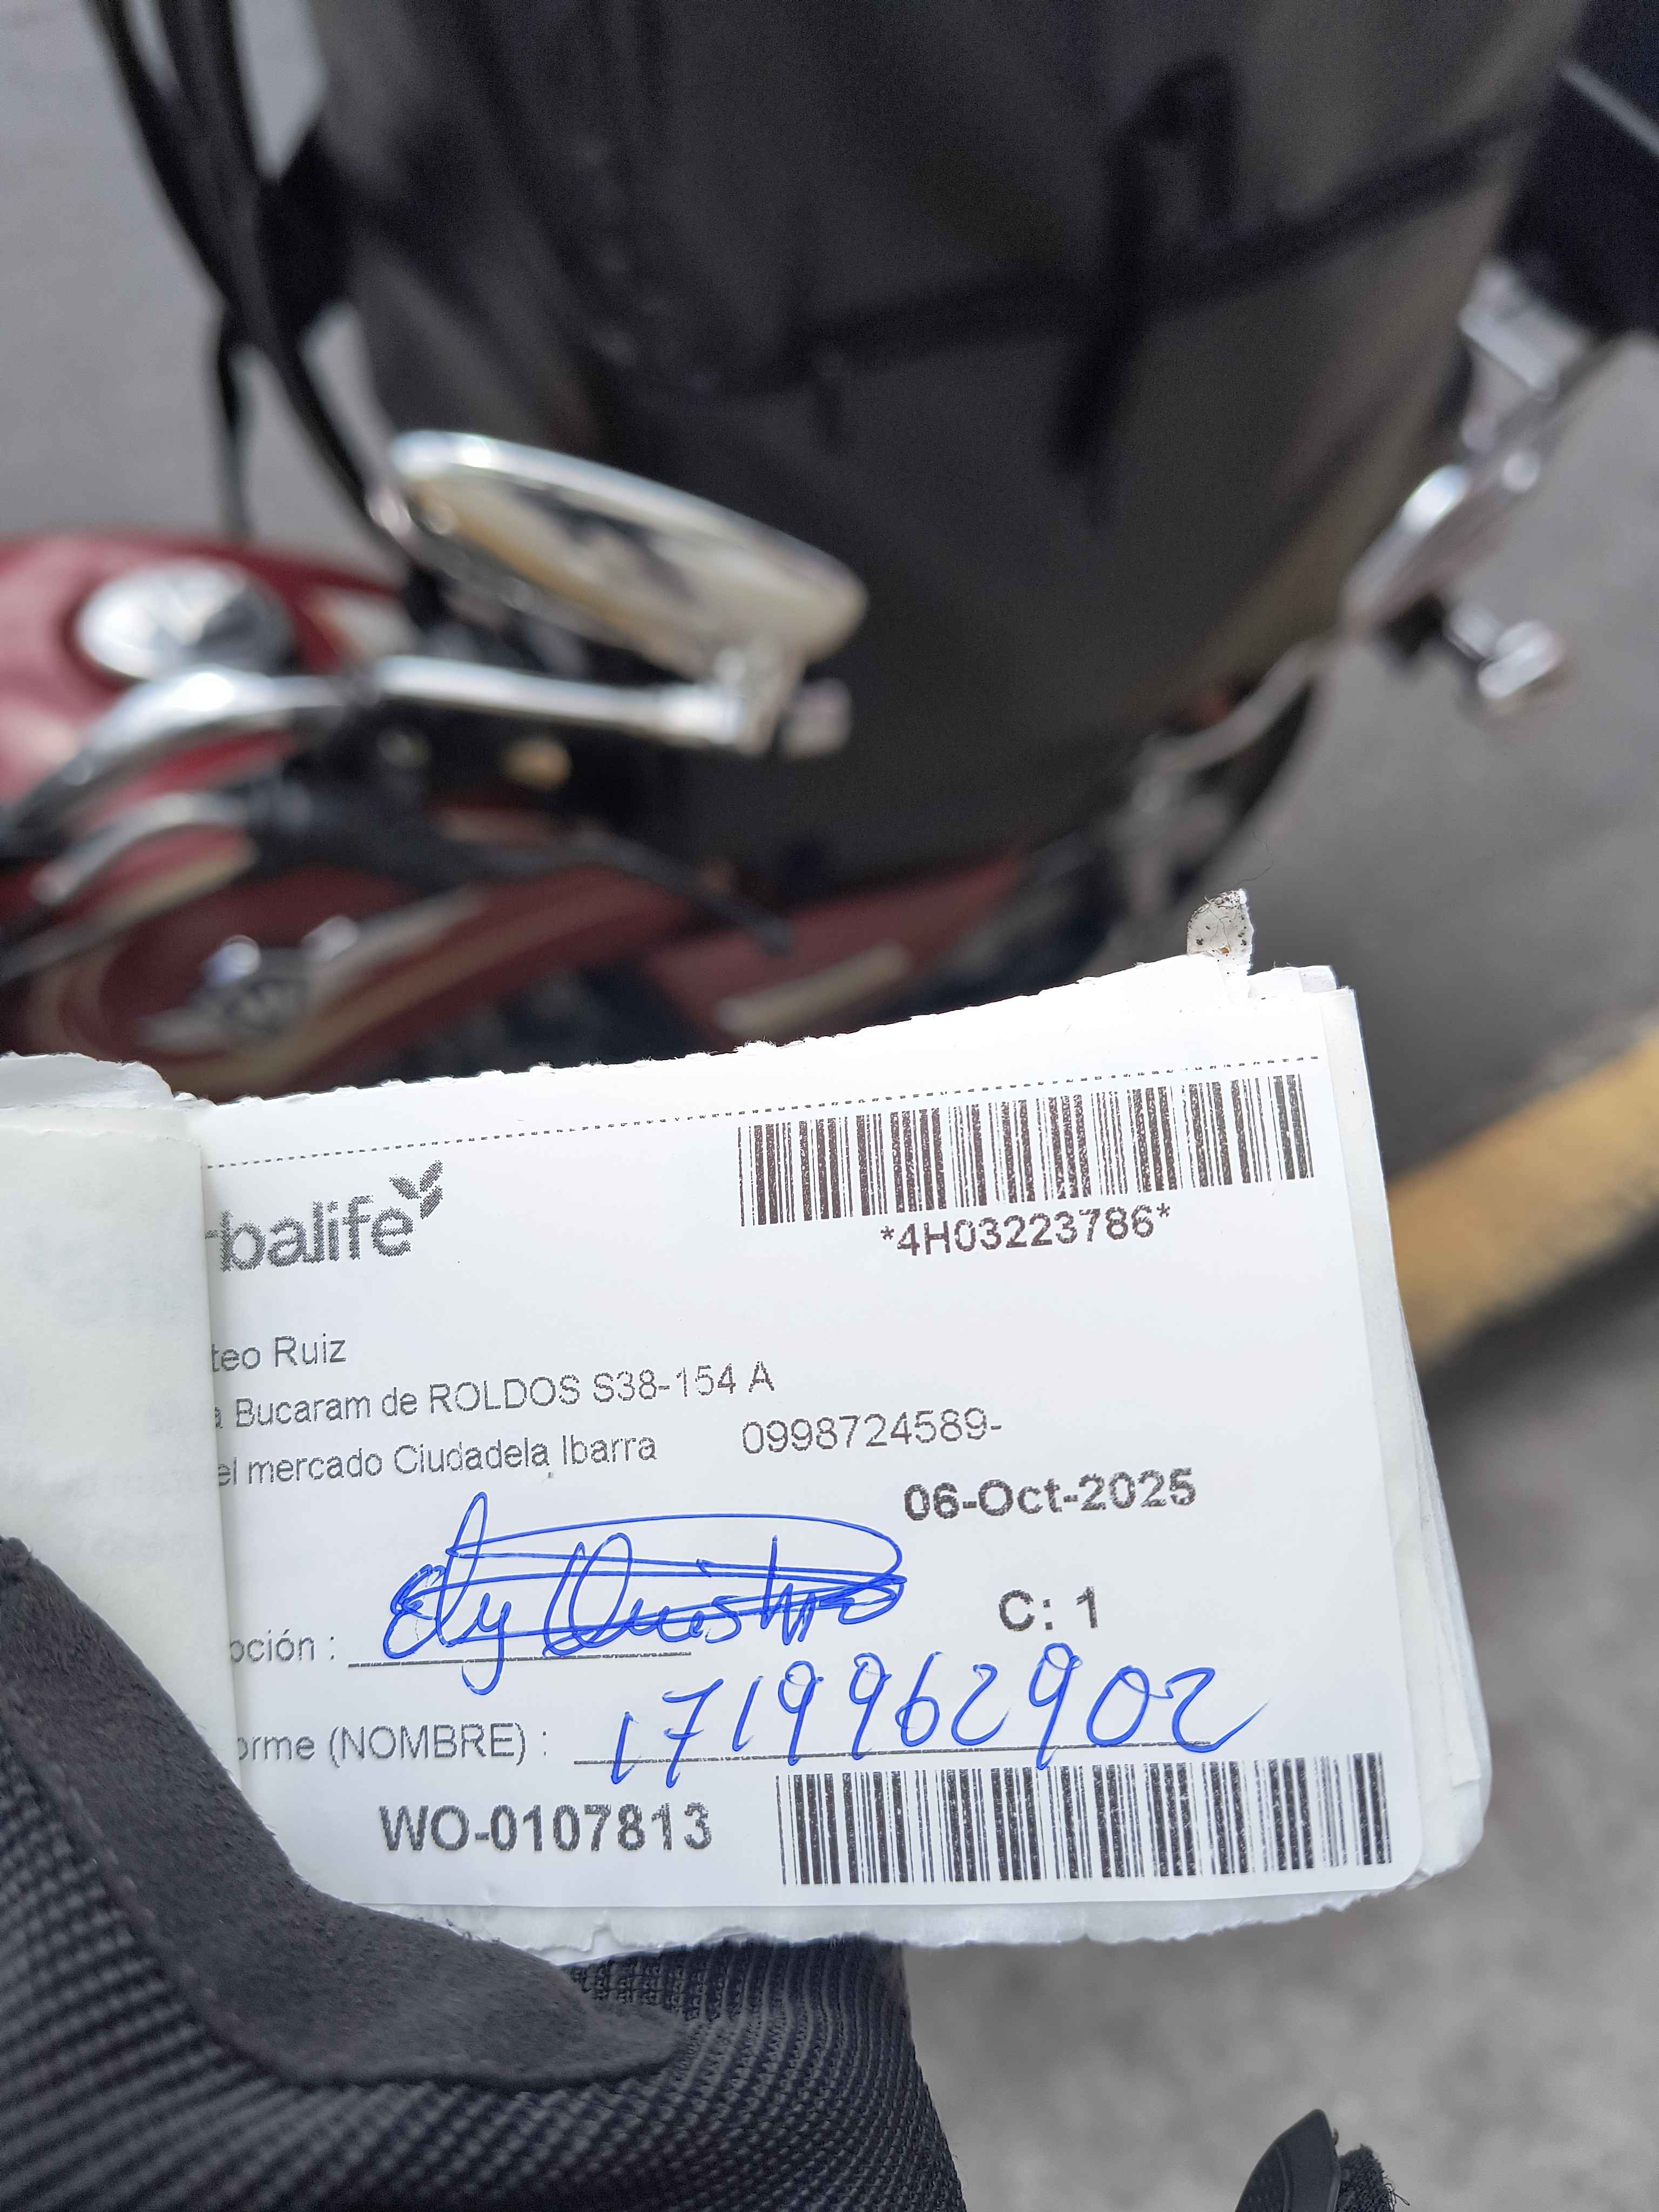 rbalife
*4H03223786*
teo Ruiz
a Bucaram de ROLDOS S38-154 A
el mercado Ciudadela Ibarra 0998724589-
06-Oct-2025
C: 1
pción :
orme (NOMBRE) : 1719962902
WO-0107813